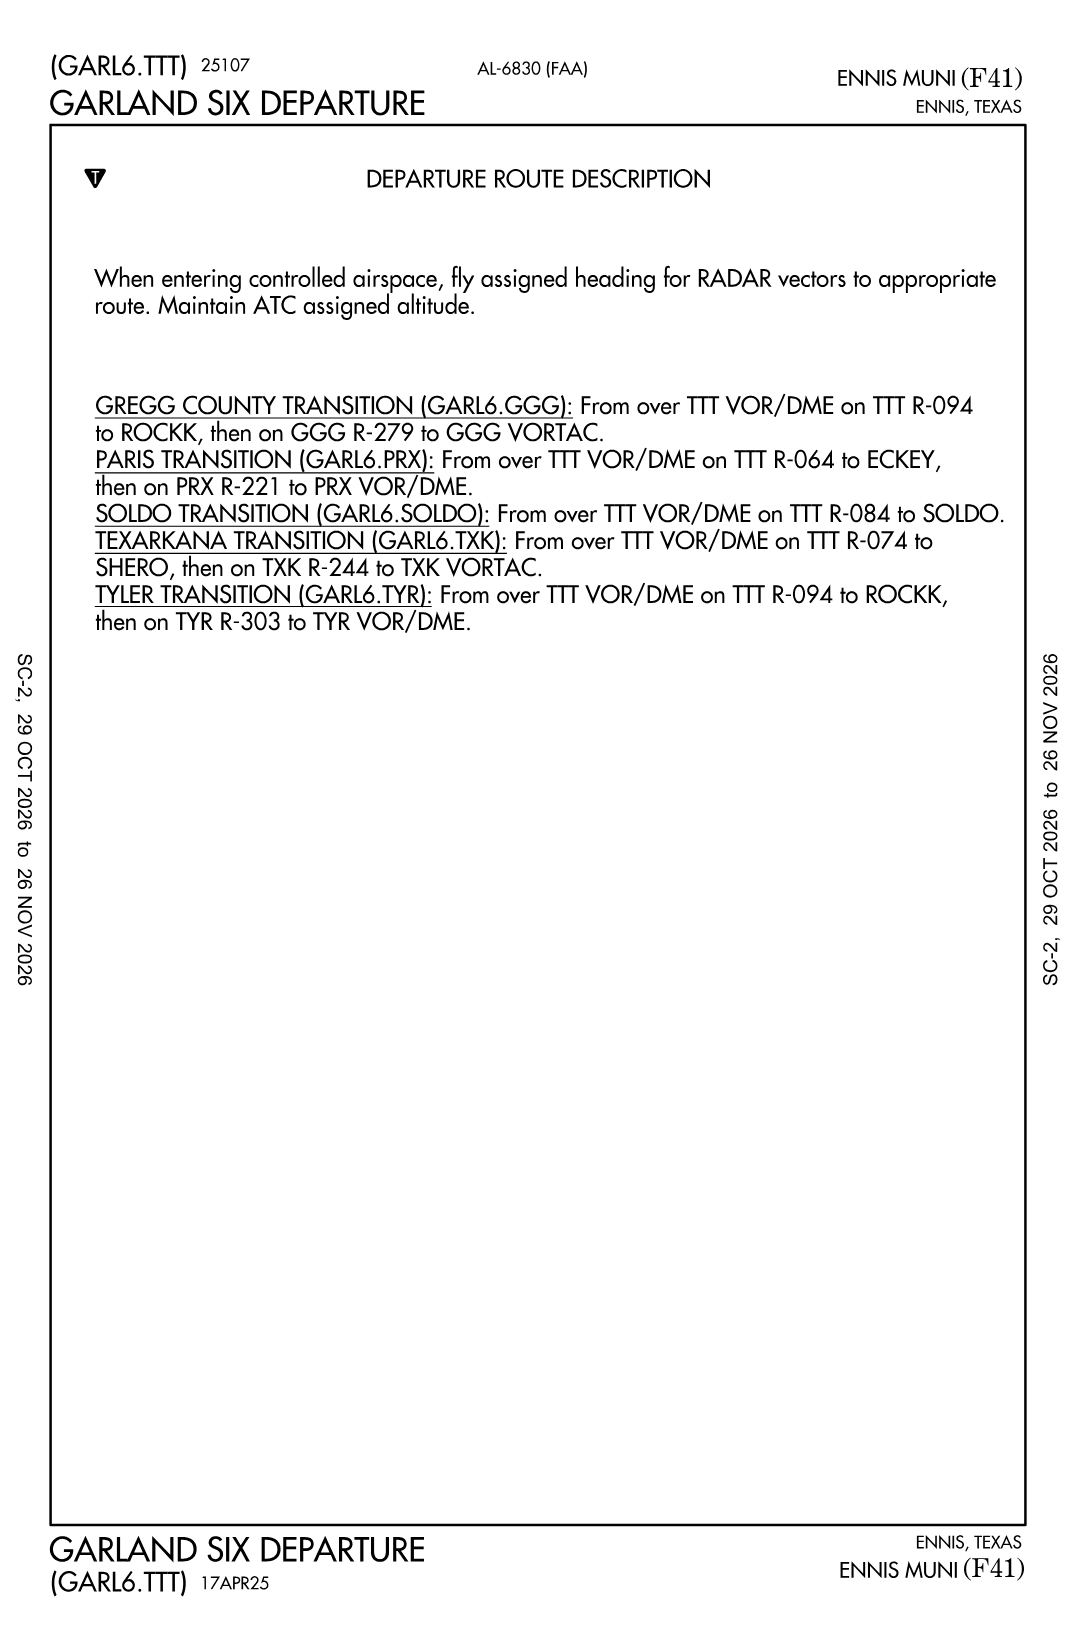 (GARL6.TTT) 25107
AL-6830 (FAA)
ENNIS MUNI (F41)
GARLAND SIX DEPARTURE
ENNIS, TEXAS
T
DEPARTURE ROUTE DESCRIPTION
When entering controlled airspace, fly assigned heading for RADAR vectors to appropriate
route. Maintain ATC assigned altitude.
GREGG COUNTY TRANSITION (GARL6.GGG): From over TTT VOR/DME on TTT R-094
to ROCKK, then on GGG R-279 to GGG VORTAC.
PARIS TRANSITION (GARL6.PRX): From over TTT VOR/DME on TTT R-064 to ECKEY,
then on PRX R-221 to PRX VOR/DME.
SOLDO TRANSITION (GARL6.SOLDO): From over TTT VOR/DME on TTT R-084 to SOLDO.
TEXARKANA TRANSITION (GARL6.TXK): From over TTT VOR/DME on TTT R-074 to
SHERO, then on TXK R-244 to TXK VORTAC.
TYLER TRANSITION (GARL6.TYR): From over TTT VOR/DME on TTT R-094 to ROCKK,
then on TYR R-303 to TYR VOR/DME.
SC-2, 29 OCT 2026 to 26 NOV 2026
SC-2, 29 OCT 2026 to 26 NOV 2026
GARLAND SIX DEPARTURE
ENNIS, TEXAS
(GARL6.TTT) 17APR25
ENNIS MUNI (F41)